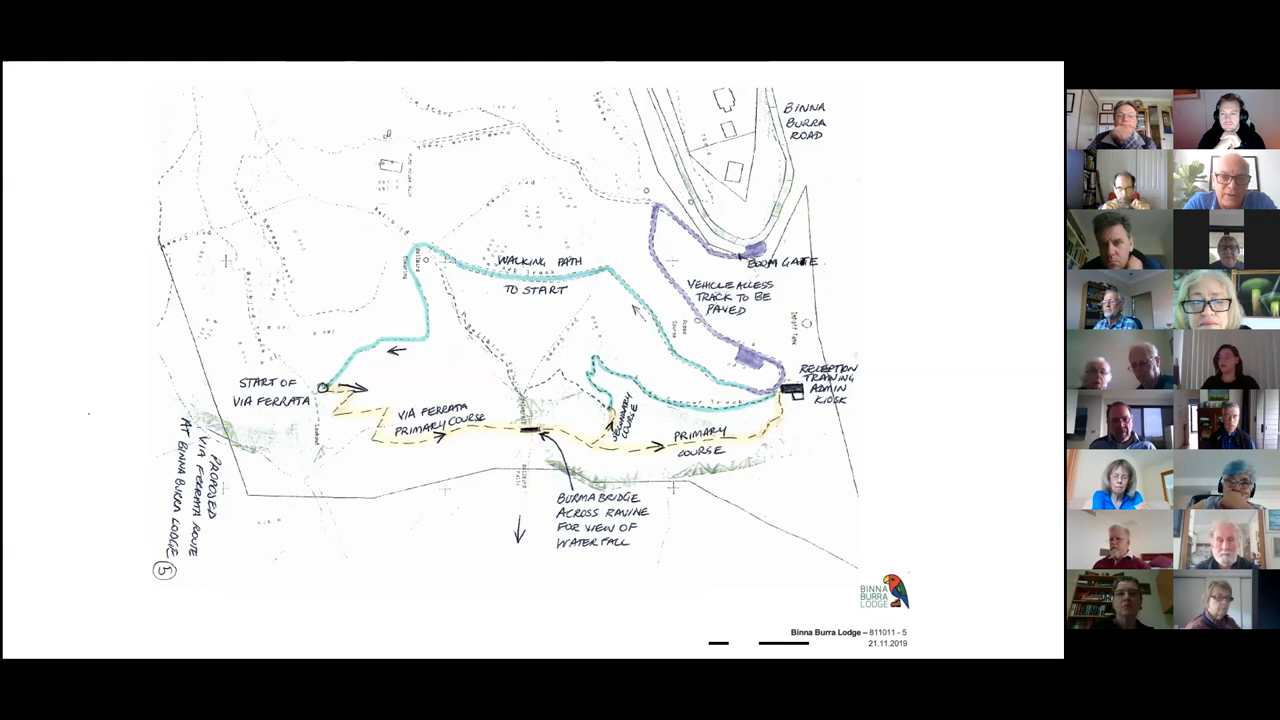 BINNA
BURRA
ROAD
BOOM GATE
WALKING PATH
TO START
VEHICLE ACCESS
TRACK TO BE
PAVED
RECEPTION
TRAINING
ADMIN
KIOSK
START OF
VIA FERRATA
VIA FERRATA
PRIMARY COURSE
SECONDARY
COURSE
PRIMARY
COURSE
Lookout
PROPOSED
VIA FERRATA ROUTE
AT BINNA BURRA LODGE
5
BURMA BRIDGE
ACROSS RAVINE
FOR VIEW OF
WATERFALL
BINNA
BURRA
LODGE
Binna Burra Lodge – 811011 - 5
21.11.2019